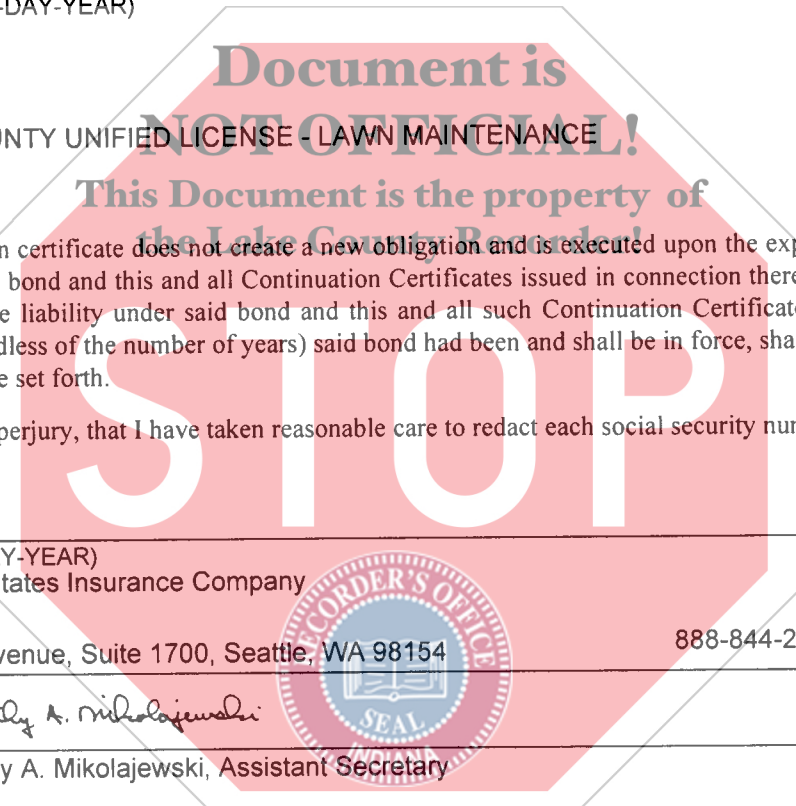 -DAY-YEAR)
Document is
NOT OFFICIAL!
UNTY UNIFIED LICENSE - LAWN MAINTENANCE
This Document is the property of
the Lake County Recorder!
n certificate does not create a new obligation and is executed upon the exp
bond and this and all Continuation Certificates issued in connection there
e liability under said bond and this and all such Continuation Certificate
dless of the number of years) said bond had been and shall be in force, sha
e set forth.
perjury, that I have taken reasonable care to redact each social security nu
STOP
Y-YEAR)
tates Insurance Company
venue, Suite 1700, Seattle, WA 98154
888-844-2
ly A. Mikolajewski
y A. Mikolajewski, Assistant Secretary
RECORDER'S OFFICE
SEAL
INDIANA